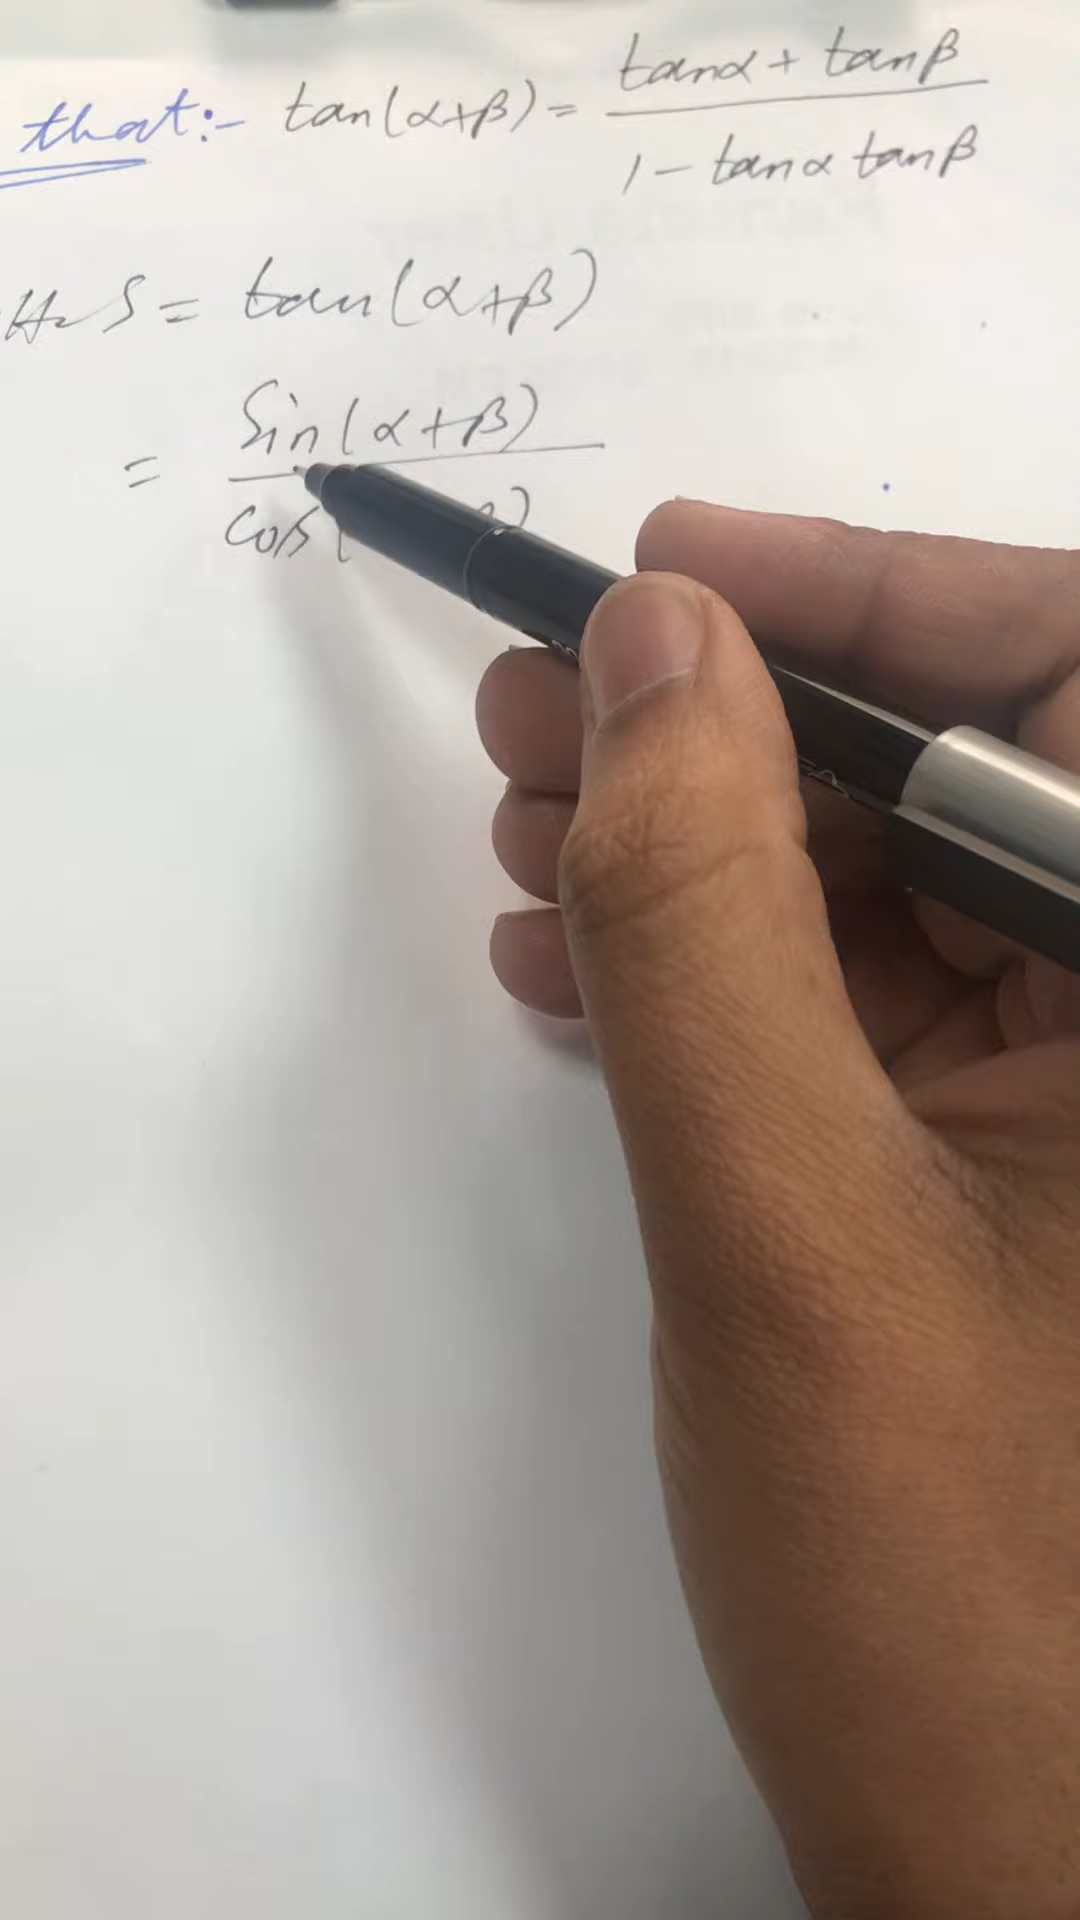 that:- tan(α+β) = tanα + tanβ / 1 - tanα tanβ
H S = tan(α+β)
= Sin(α+β)
cos( β)